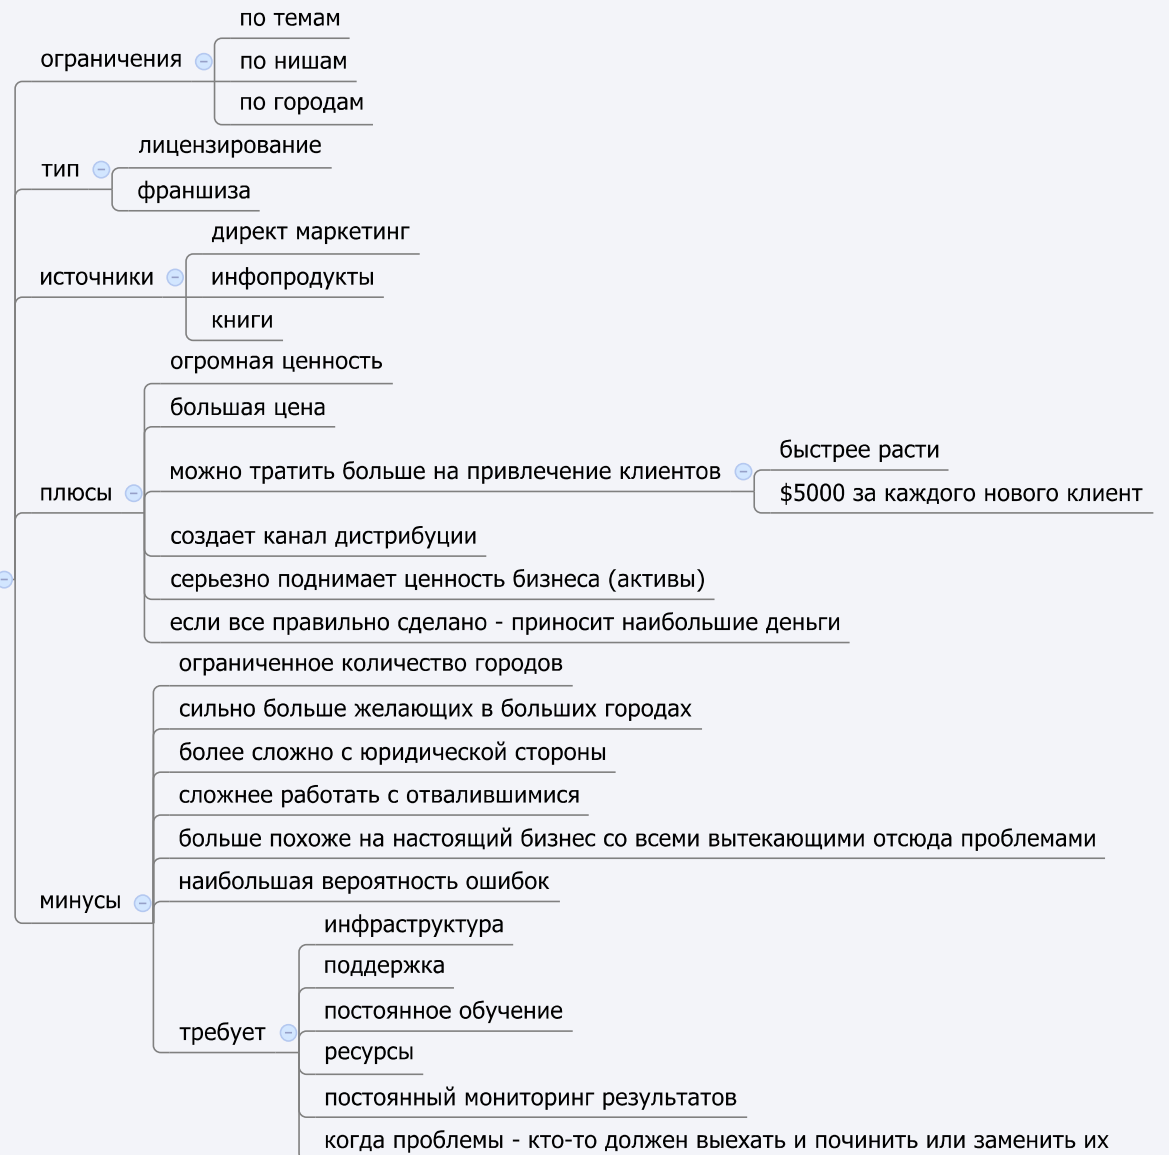 по темам
ограничения
по нишам
по городам
лицензирование
тип
франшиза
директ маркетинг
источники
инфопродукты
книги
огромная ценность
большая цена
можно тратить больше на привлечение клиентов
быстрее расти
$5000 за каждого нового клиент
плюсы
создает канал дистрибуции
серьезно поднимает ценность бизнеса (активы)
если все правильно сделано - приносит наибольшие деньги
ограниченное количество городов
сильно больше желающих в больших городах
более сложно с юридической стороны
сложнее работать с отвалившимися
больше похоже на настоящий бизнес со всеми вытекающими отсюда проблемами
наибольшая вероятность ошибок
минусы
инфраструктура
поддержка
постоянное обучение
требует
ресурсы
постоянный мониторинг результатов
когда проблемы - кто-то должен выехать и починить или заменить их